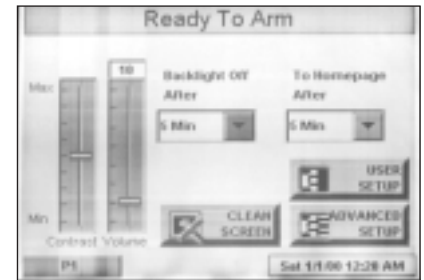 Ready To Arm
10
Backlight Off
After
To Homepage
After
Max
5 Min
5 Min
USER
SETUP
CLEAN
SCREEN
ADVANCED
SETUP
Min
Contrast Volume
P1
Sat 1/1/00 12:28 AM